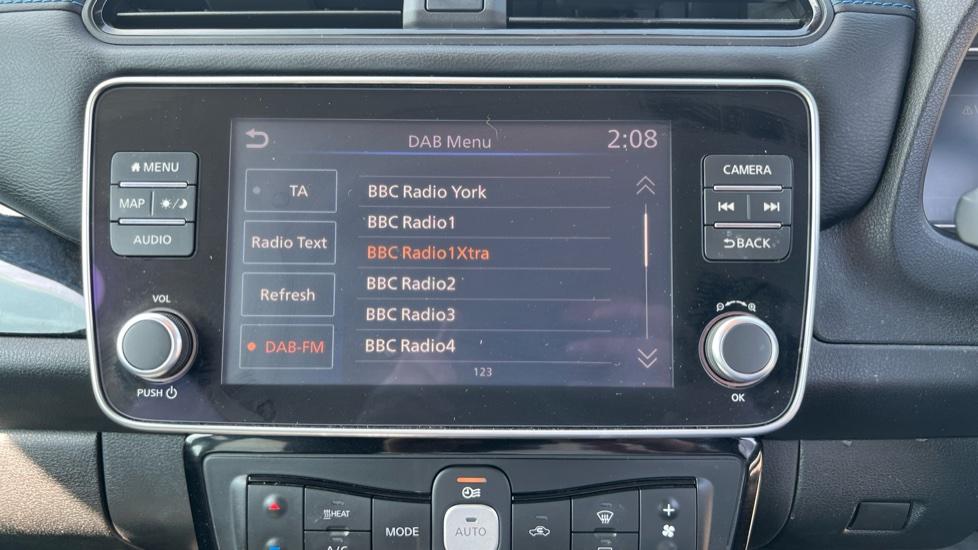 DAB Menu 2:08
MENU
MAP
AUDIO
VOL
PUSH
TA
Radio Text
Refresh
DAB-FM
BBC Radio York
BBC Radio1
BBC Radio1Xtra
BBC Radio2
BBC Radio3
BBC Radio4
123
CAMERA
BACK
OK
HEAT
A/C
MODE
AUTO